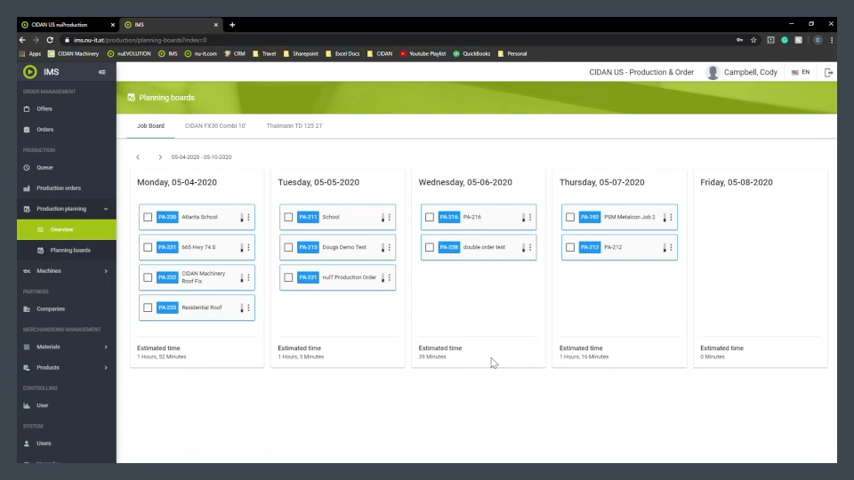 CIDAN US nuProduction
IMS
ims.nu-it.at/production/planning-boards?index=0
Apps
CIDAN Machinery
nuEVOLUTION
IMS
nu-it.com
CRM
Travel
Sharepoint
Excel Docs
CIDAN
Youtube Playlist
QuickBooks
Personal
IMS
CIDAN US - Production & Order
Campbell, Cody
EN
ORDER MANAGEMENT
Offers
Orders
PRODUCTION
Queue
Production orders
Production planning
Overview
Planning boards
Machines
PARTNERS
Companies
MERCHANDISING MANAGEMENT
Materials
Products
CONTROLLING
User
SYSTEM
Users
Planning boards
Job Board
CIDAN FX30 Combi 10'
Thalmann TD 125 21'
05-04-2020 - 05-10-2020
Monday, 05-04-2020
PA-230 Atlanta School
PA-231 665 Hwy 74 S
PA-232 CIDAN Machinery
Roof Fix
PA-233 Residential Roof
Estimated time
1 Hours, 52 Minutes
Tuesday, 05-05-2020
PA-211 School
PA-215 Dougs Demo Test
PA-221 nuIT Production Order
Estimated time
1 Hours, 5 Minutes
Wednesday, 05-06-2020
PA-216 PA-216
PA-228 double order test
Estimated time
39 Minutes
Thursday, 05-07-2020
PA-192 PSM Metalcon Job 2
PA-212 PA-212
Estimated time
1 Hours, 16 Minutes
Friday, 05-08-2020
Estimated time
0 Minutes